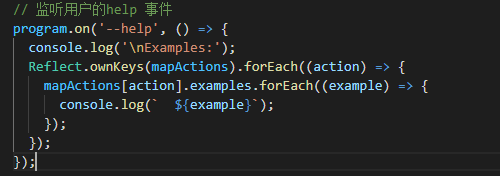 // 监听用户的help 事件
program.on('--help', () => {
  console.log('\nExamples:');
  Reflect.ownKeys(mapActions).forEach((action) => {
    mapActions[action].examples.forEach((example) => {
      console.log(`  ${example}`);
    });
  });
});